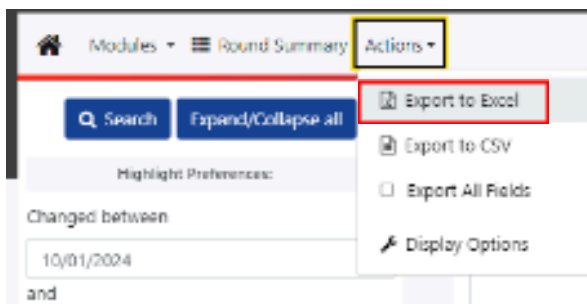 Modules Round Summary Actions
Search Expand/Collapse all
Export to Excel
Export to CSV
Highlight Preferences:
Export All Fields
Changed between
Display Options
10/01/2024
and